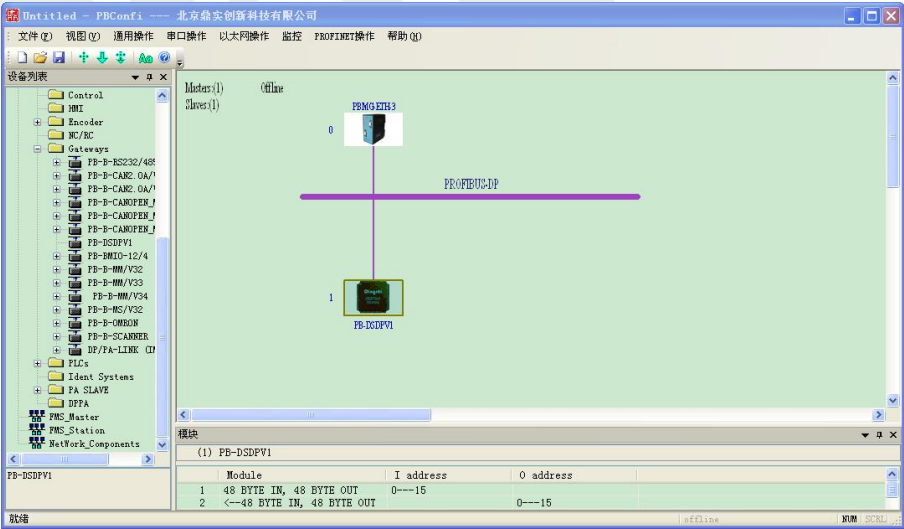 Untitled - PBConfi --- 北京鼎实创新科技有限公司
文件(F) 视图(V) 通用操作 串口操作 以太网操作 监控 PROFINET操作 帮助(H)
设备列表
Control
HMI
Encoder
NC/RC
Gateways
PB-B-RS232/485
PB-B-CAN2.0A/V
PB-B-CAN2.0A/V
PB-B-CANOPEN_M
PB-B-CANOPEN_M
PB-B-CANOPEN_M
PB-DSDPV1
PB-BMIO-12/4
PB-B-MM/V32
PB-B-MM/V33
PB-B-MM/V34
PB-B-MS/V32
PB-B-OMRON
PB-B-SCANNER
DP/PA-LINK (IM
PLCs
Ident Systems
PA SLAVE
DPPA
FMS_Master
FMS_Station
NetWork_Components
PB-DSDPV1
Masters:(1) Offline
Slaves:(1)
PBMG-ETH-3
0
PROFIBUS-DP
1
PB-DSDPV1
模块
(1) PB-DSDPV1
Module I address O address
1 48 BYTE IN, 48 BYTE OUT 0---15
2 <--48 BYTE IN, 48 BYTE OUT 0---15
就绪 offline NUM SCRL